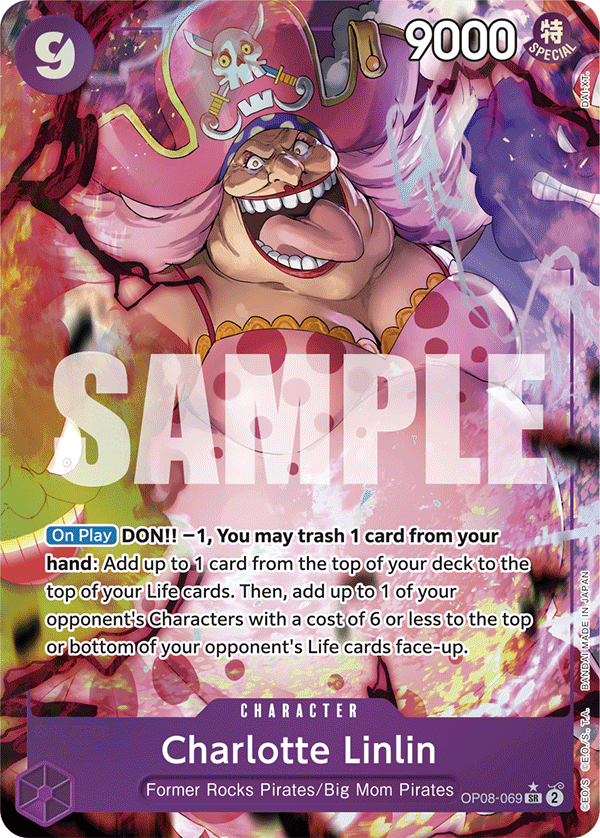 9
9000
特
SPECIAL
DAI-XT.
SAMPLE
On Play DON!! −1, You may trash 1 card from your
hand: Add up to 1 card from the top of your deck to the
top of your Life cards. Then, add up to 1 of your
opponent's Characters with a cost of 6 or less to the top
or bottom of your opponent's Life cards face-up.
©E.O./S., T.A. BANDAI MADE IN JAPAN
©E.O/S
CHARACTER
Charlotte Linlin
Former Rocks Pirates/Big Mom Pirates
OP08-069 SR 2